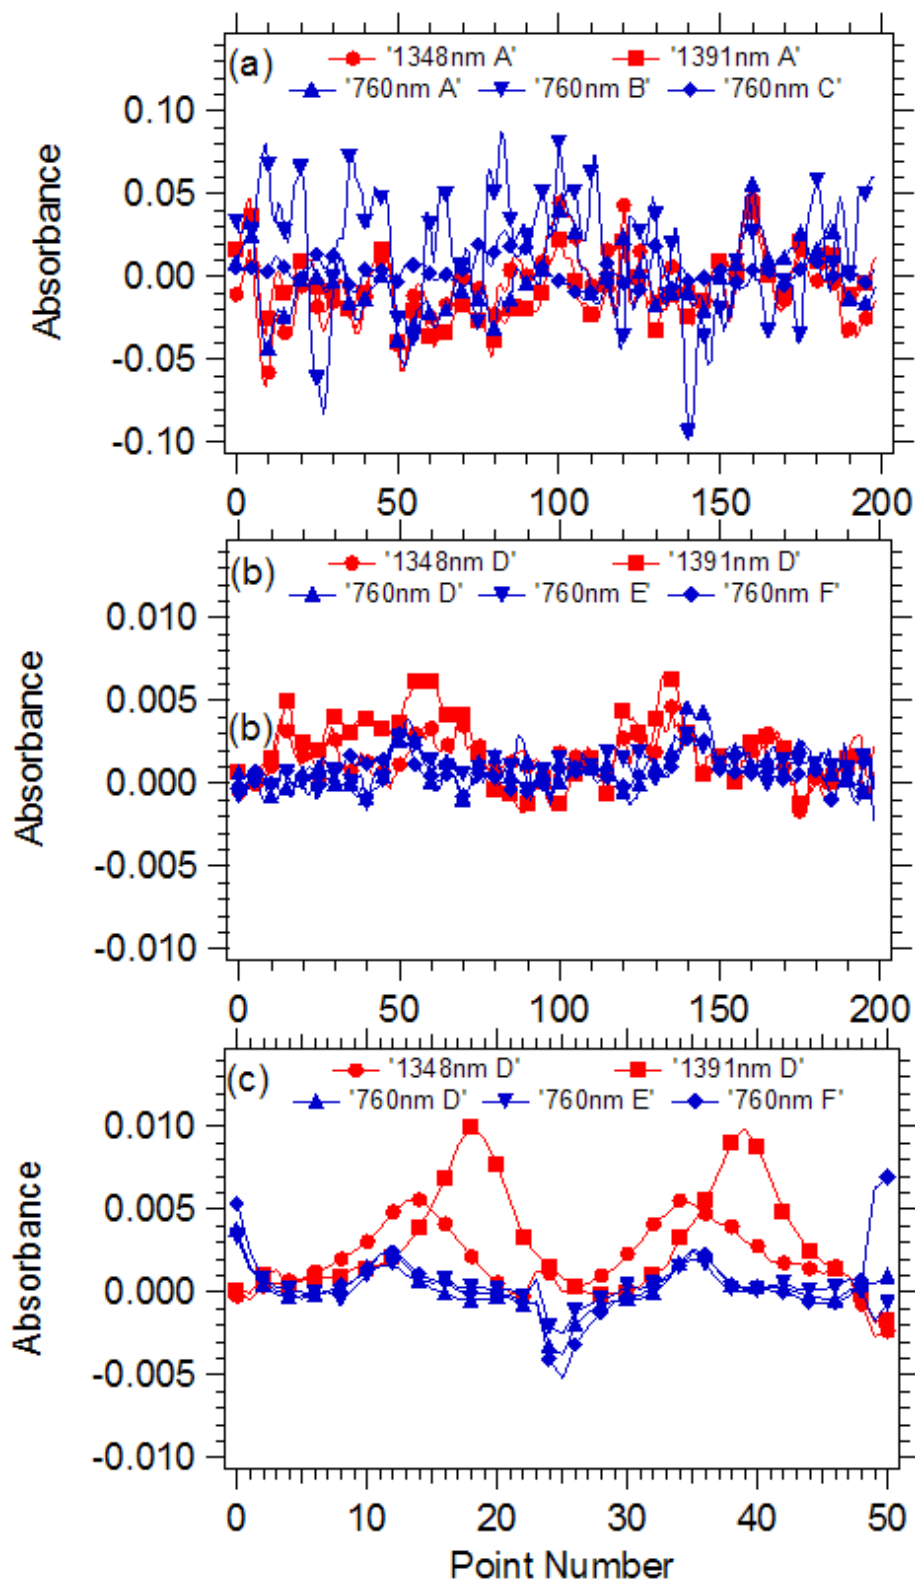 (a)
'1348nm A' '1391nm A'
'760nm A' '760nm B' '760nm C'
Absorbance
0.10
0.05
0.00
-0.05
-0.10
0 50 100 150 200
(b)
'1348nm D' '1391nm D'
'760nm D' '760nm E' '760nm F'
(b)
Absorbance
0.010
0.005
0.000
-0.005
-0.010
0 50 100 150 200
(c)
'1348nm D' '1391nm D'
'760nm D' '760nm E' '760nm F'
Absorbance
0.010
0.005
0.000
-0.005
-0.010
0 10 20 30 40 50
Point Number